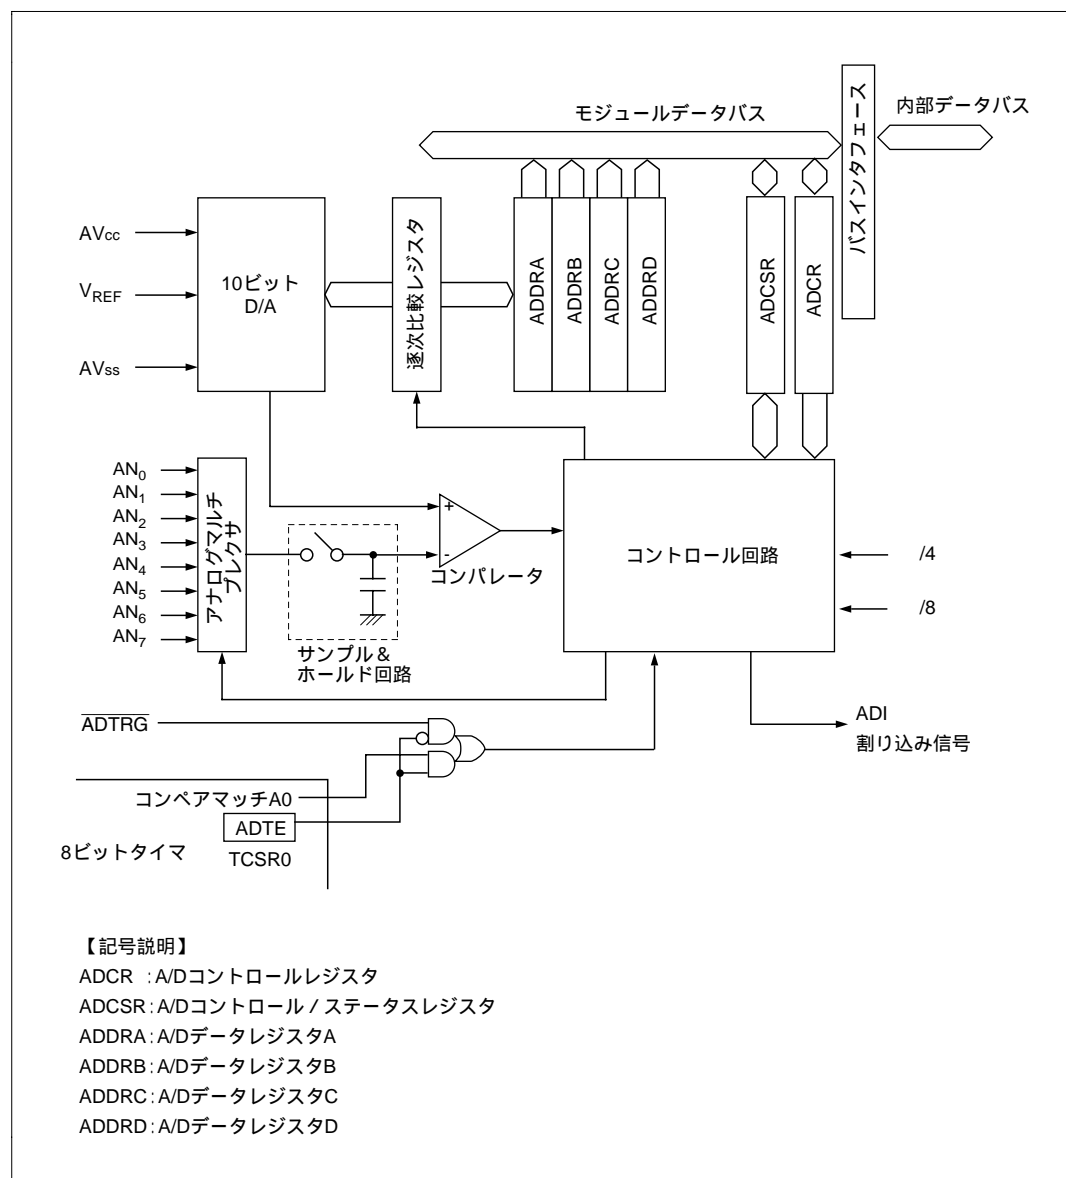 モジュールデータバス
内部データバス
バスインタフェース
AVcc
VREF
AVss
10ビット
D/A
逐次比較レジスタ
ADDRA
ADDRB
ADDRC
ADDRD
ADCSR
ADCR
AN0
AN1
AN2
AN3
AN4
AN5
AN6
AN7
アナログマルチ
プレクサ
+
-
コンパレータ
サンプル&
ホールド回路
コントロール回路
/4
/8
ADTRG
ADI
割り込み信号
コンペアマッチA0
ADTE
8ビットタイマ
TCSR0
【記号説明】
ADCR :A/Dコントロールレジスタ
ADCSR:A/Dコントロール / ステータスレジスタ
ADDRA:A/DデータレジスタA
ADDRB:A/DデータレジスタB
ADDRC:A/DデータレジスタC
ADDRD:A/DデータレジスタD